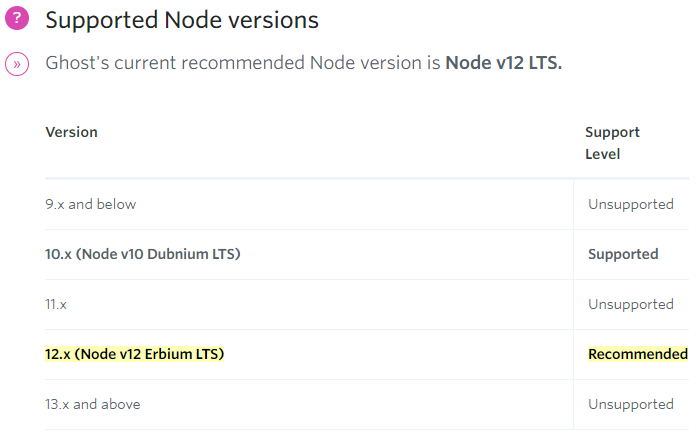 ?
Supported Node versions
»
Ghost's current recommended Node version is Node v12 LTS.
Version
Support
Level
9.x and below
Unsupported
10.x (Node v10 Dubnium LTS)
Supported
11.x
Unsupported
12.x (Node v12 Erbium LTS)
Recommended
13.x and above
Unsupported